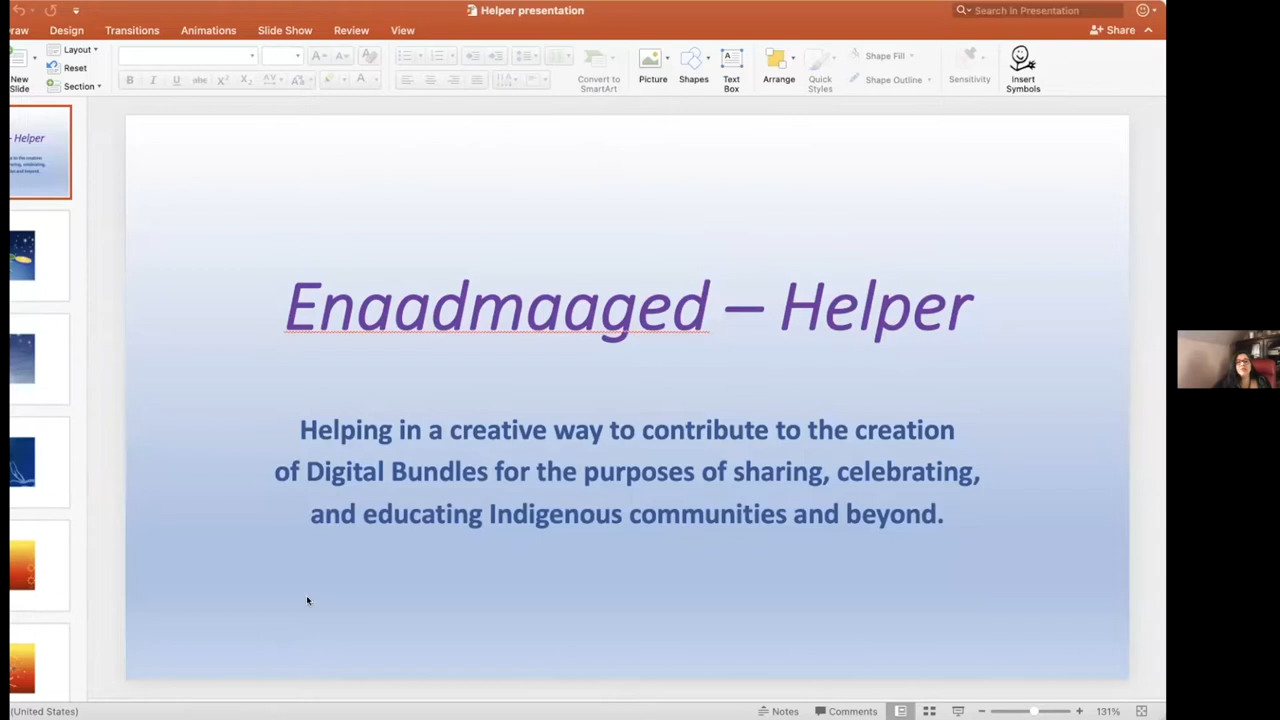 Helper presentation
Search in Presentation
raw
Design
Transitions
Animations
Slide Show
Review
View
Share
New
Slide
Layout
Reset
Section
Convert to
SmartArt
Picture
Shapes
Text
Box
Arrange
Quick
Styles
Shape Fill
Shape Outline
Sensitivity
Insert
Symbols
– Helper
Enaadmaaged – Helper
Helping in a creative way to contribute to the creation
of Digital Bundles for the purposes of sharing, celebrating,
and educating Indigenous communities and beyond.
(United States)
Notes
Comments
131%